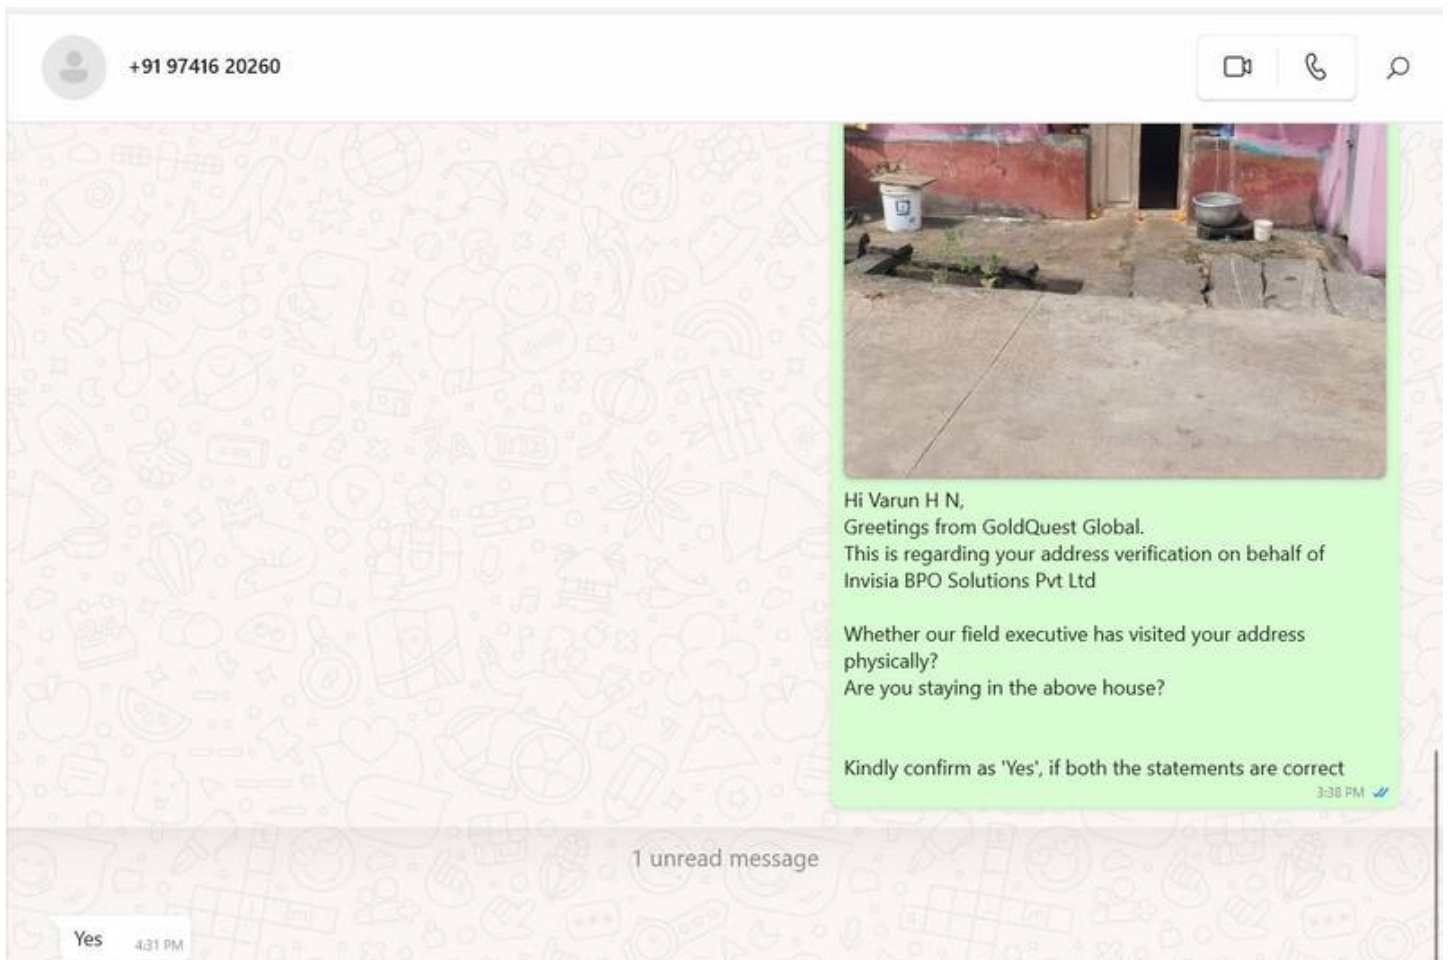 +91 97416 20260
Hi Varun H N,
Greetings from GoldQuest Global.
This is regarding your address verification on behalf of
Invisia BPO Solutions Pvt Ltd
Whether our field executive has visited your address
physically?
Are you staying in the above house?
Kindly confirm as 'Yes', if both the statements are correct
3:38 PM
1 unread message
Yes 4:31 PM